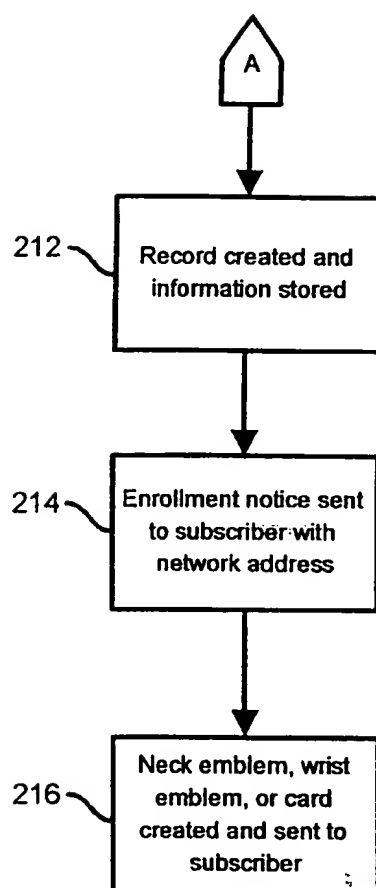 A
212
Record created and
information stored
214
Enrollment notice sent
to subscriber with
network address
216
Neck emblem, wrist
emblem, or card
created and sent to
subscriber